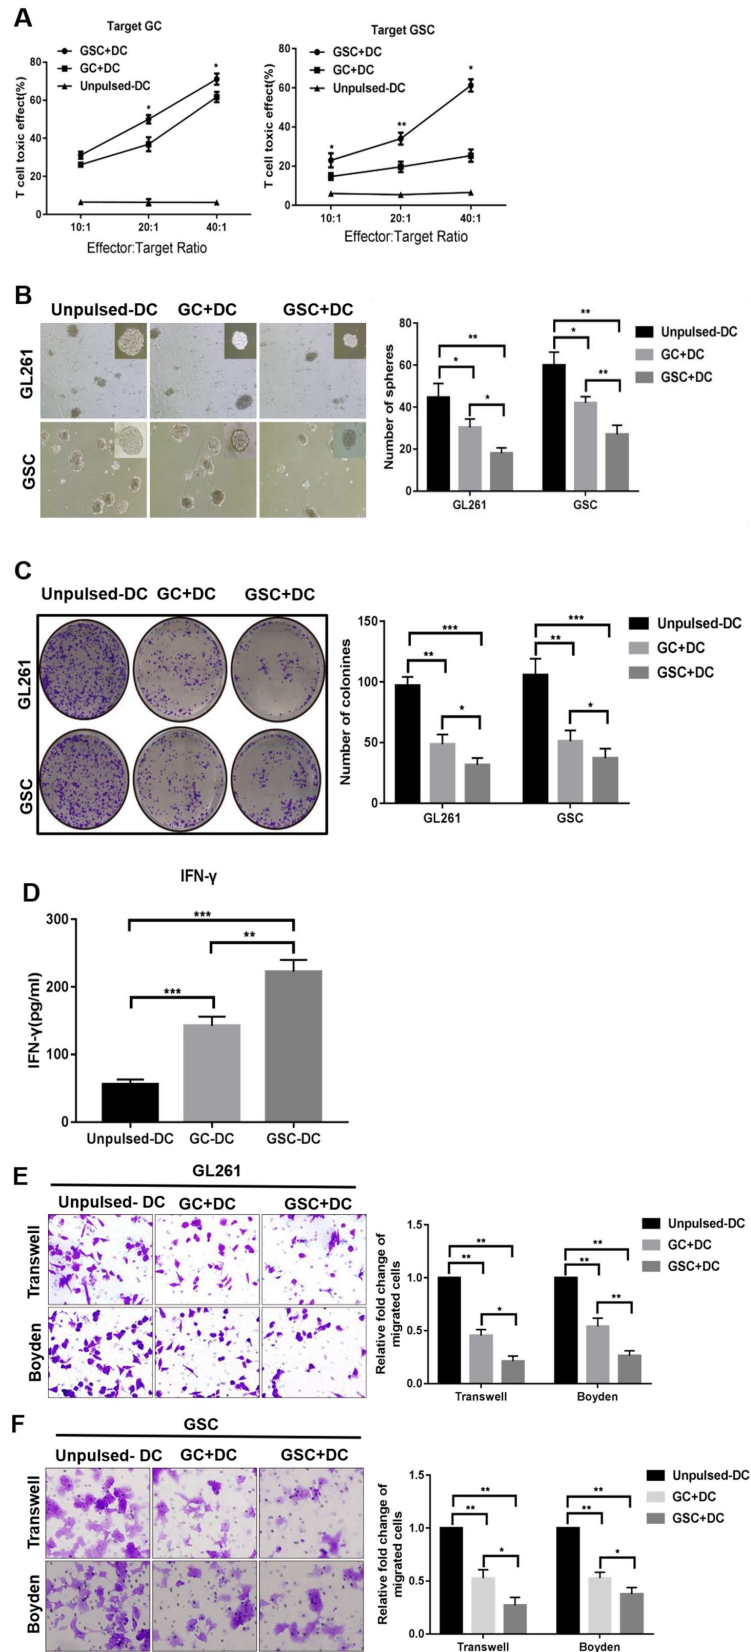 A
Target GC
GSC+DC
GC+DC
Unpulsed-DC
T cell toxic effect(%)
80
60
40
20
0
*
*
10:1
20:1
40:1
Effector:Target Ratio
Target GSC
GSC+DC
GC+DC
Unpulsed-DC
T cell toxic effect(%)
80
60
40
20
0
*
**
*
10:1
20:1
40:1
Effector:Target Ratio
B
Unpulsed-DC
GC+DC
GSC+DC
GL261
GSC
Number of spheres
80
60
40
20
0
**
*
*
**
*
**
GL261
GSC
Unpulsed-DC
GC+DC
GSC+DC
C
Unpulsed-DC
GC+DC
GSC+DC
GL261
GSC
Number of colonines
150
100
50
0
***
**
*
***
**
*
GL261
GSC
Unpulsed-DC
GC+DC
GSC+DC
D
IFN-γ
IFN-γ(pg/ml)
300
200
100
0
***
**
***
Unpulsed-DC
GC-DC
GSC-DC
E
GL261
Unpulsed- DC
GC+DC
GSC+DC
Transwell
Boyden
Relative fold change of
migrated cells
1.5
1.0
0.5
0.0
**
**
*
**
**
**
Transwell
Boyden
Unpulsed-DC
GC+DC
GSC+DC
F
GSC
Unpulsed- DC
GC+DC
GSC+DC
Transwell
Boyden
Relative fold change of
migrated cells
1.5
1.0
0.5
0.0
**
**
*
**
**
*
Transwell
Boyden
Unpulsed-DC
GC+DC
GSC+DC